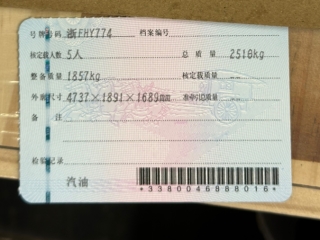 号牌号码 浙FHY774 档案编号
核定载人数 5人 总质量 2510kg
整备质量 1857kg 核定载质量 --
外廓尺寸 4737×1891×1689mm 准牵引总质量 --
备注
检验记录
汽油
*3380046888016*